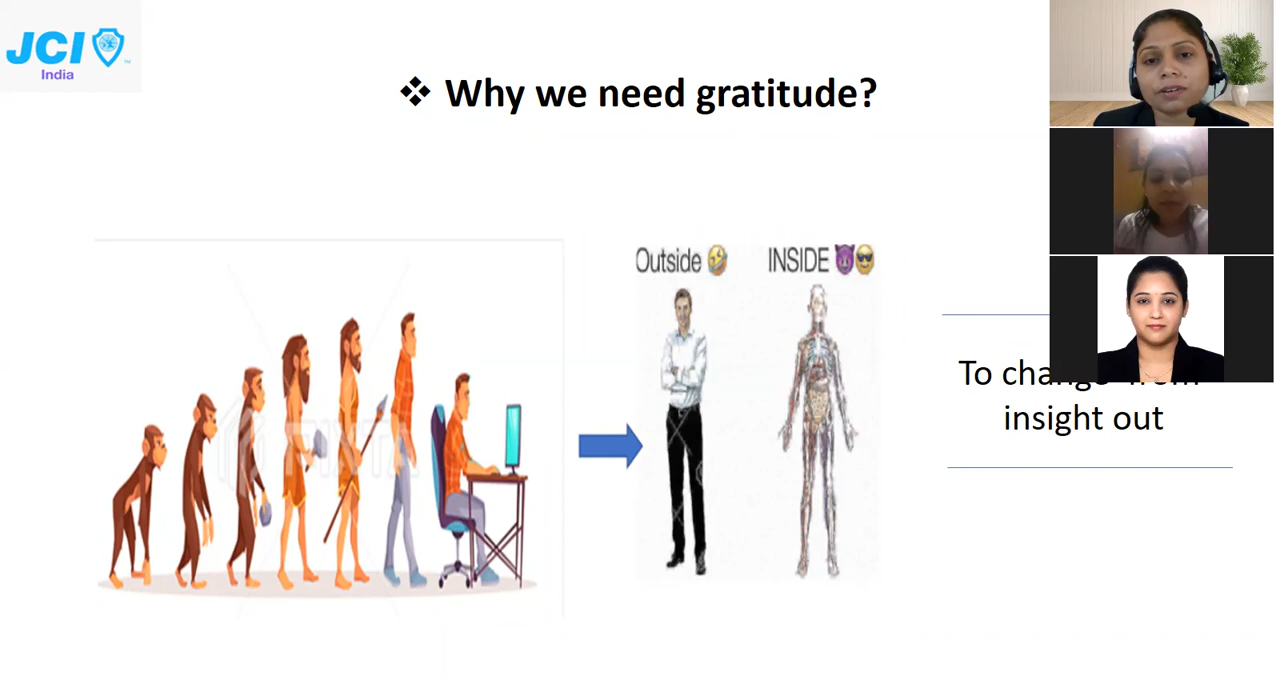 JCI
India
❖ Why we need gratitude?
Outside 🤣
INSIDE 😈😎
To change from
insight out